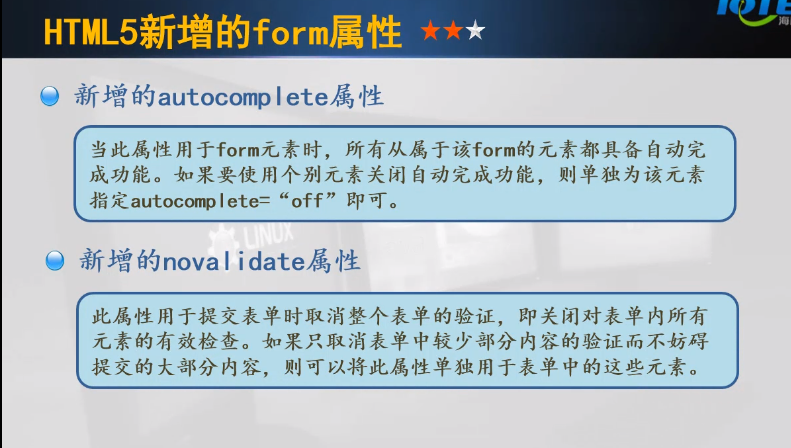 HTML5新增的form属性
新增的autocomplete属性
当此属性用于form元素时，所有从属于该form的元素都具备自动完
成功能。如果要使用个别元素关闭自动完成功能，则单独为该元素
指定autocomplete=“off”即可。
LINUX
新增的novalidate属性
此属性用于提交表单时取消整个表单的验证，即关闭对表单内所有
元素的有效检查。如果只取消表单中较少部分内容的验证而不妨碍
提交的大部分内容，则可以将此属性单独用于表单中的这些元素。